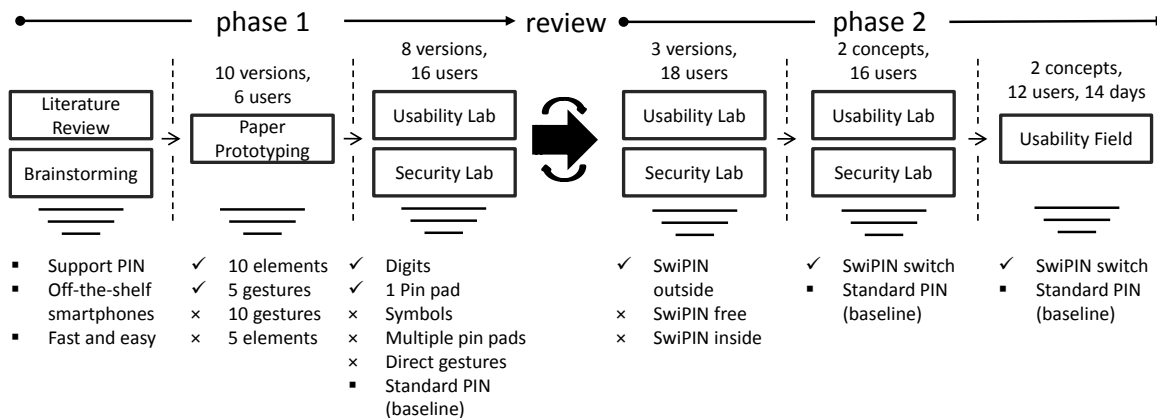 phase 1
review
phase 2
Literature
Review
Brainstorming
▪ Support PIN
▪ Off-the-shelf
smartphones
▪ Fast and easy
10 versions,
6 users
Paper
Prototyping
✓ 10 elements
✓ 5 gestures
× 10 gestures
× 5 elements
8 versions,
16 users
Usability Lab
Security Lab
✓ Digits
✓ 1 Pin pad
× Symbols
× Multiple pin pads
× Direct gestures
▪ Standard PIN
(baseline)
3 versions,
18 users
Usability Lab
Security Lab
✓ SwiPIN
outside
× SwiPIN free
× SwiPIN inside
2 concepts,
16 users
Usability Lab
Security Lab
✓ SwiPIN switch
▪ Standard PIN
(baseline)
2 concepts,
12 users, 14 days
Usability Field
✓ SwiPIN switch
▪ Standard PIN
(baseline)